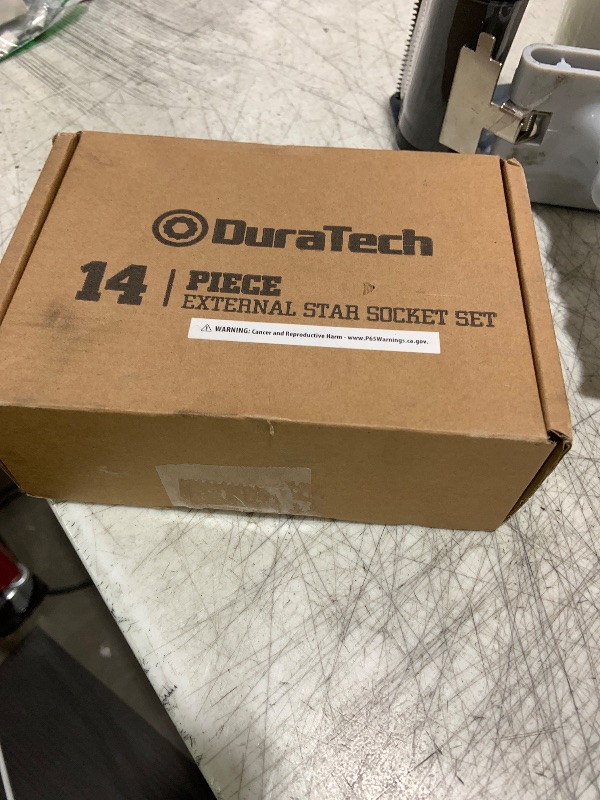 DuraTech
14 | PIECE
EXTERNAL STAR SOCKET SET
⚠ WARNING: Cancer and Reproductive Harm - www.P65Warnings.ca.gov.